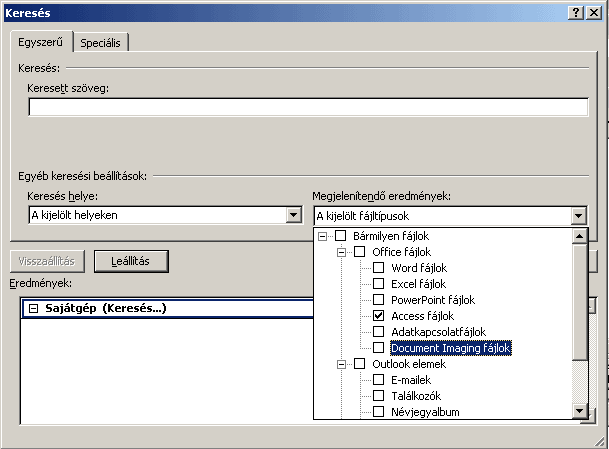 Keresés
Egyszerű
Speciális
Keresés:
Keresett szöveg:
Egyéb keresési beállítások:
Keresés helye:
Megjelenítendő eredmények:
A kijelölt helyeken
A kijelölt fájltípusok
Bármilyen fájlok
Office fájlok
Word fájlok
Excel fájlok
PowerPoint fájlok
Access fájlok
Adatkapcsolatfájlok
Document Imaging fájlok
Outlook elemek
E-mailek
Találkozók
Névjegyalbum
Visszaállítás
Leállítás
Eredmények:
Sajátgép (Keresés...)